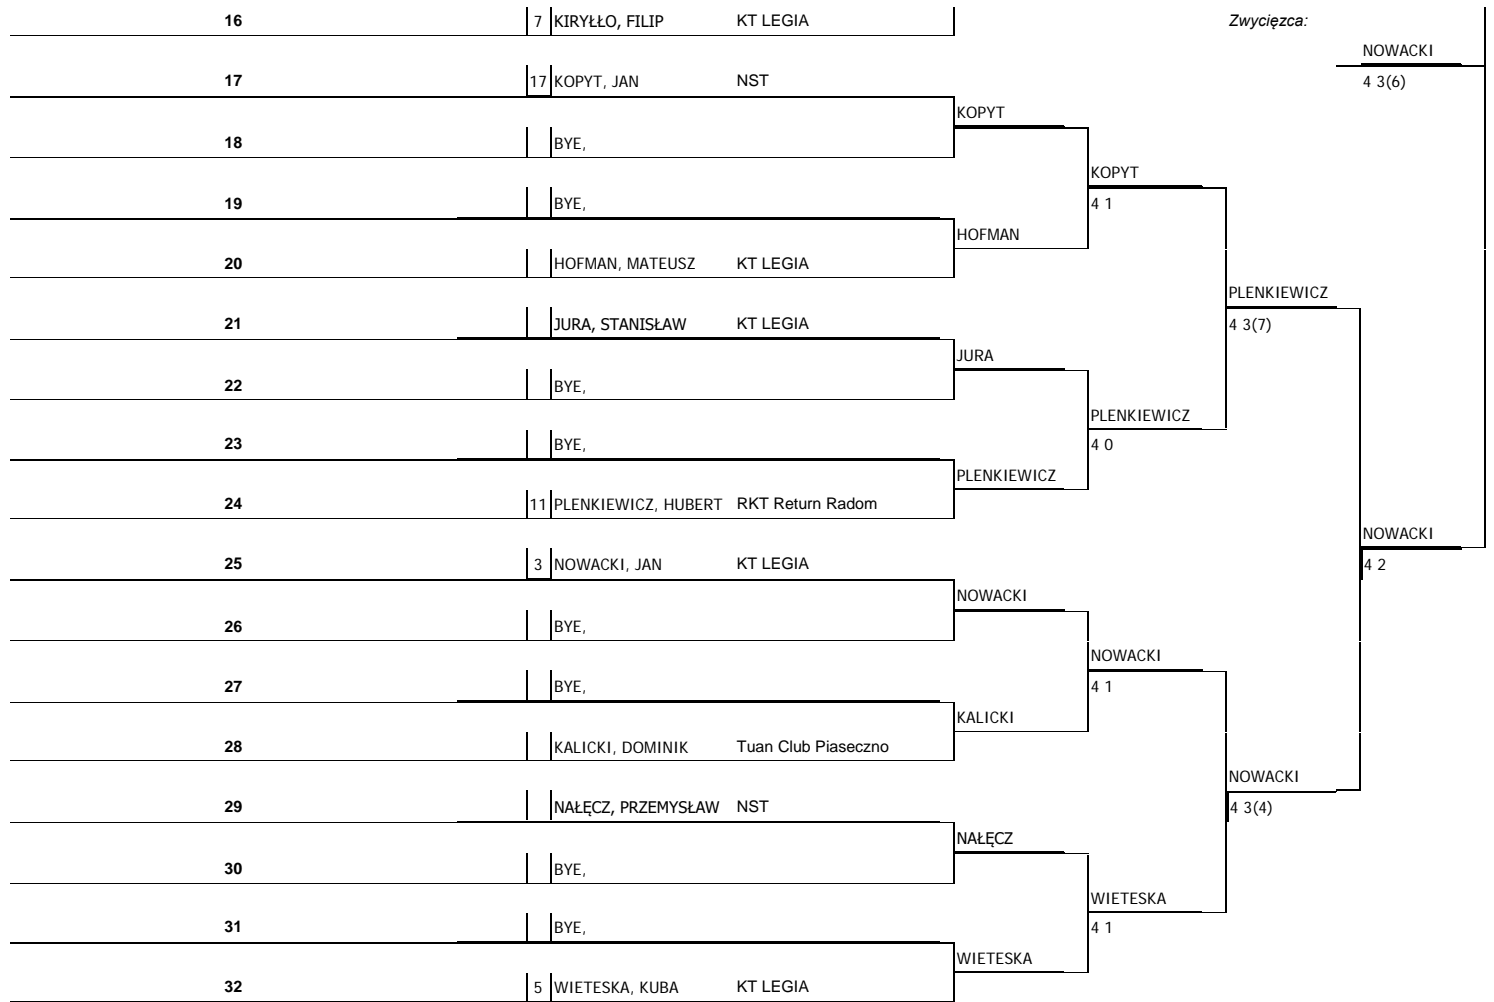 16 7 KIRYŁŁO, FILIP KT LEGIA Zwycięzca:
NOWACKI
17 17 KOPYT, JAN NST 4 3(6)
KOPYT
18 BYE,
KOPYT
19 BYE, 4 1
HOFMAN
20 HOFMAN, MATEUSZ KT LEGIA
PLENKIEWICZ
21 JURA, STANISŁAW KT LEGIA 4 3(7)
JURA
22 BYE,
PLENKIEWICZ
23 BYE, 4 0
PLENKIEWICZ
24 11 PLENKIEWICZ, HUBERT RKT Return Radom
NOWACKI
25 3 NOWACKI, JAN KT LEGIA 4 2
NOWACKI
26 BYE,
NOWACKI
27 BYE, 4 1
KALICKI
28 KALICKI, DOMINIK Tuan Club Piaseczno
NOWACKI
29 NAŁĘCZ, PRZEMYSŁAW NST 4 3(4)
NAŁĘCZ
30 BYE,
WIETESKA
31 BYE, 4 1
WIETESKA
32 5 WIETESKA, KUBA KT LEGIA